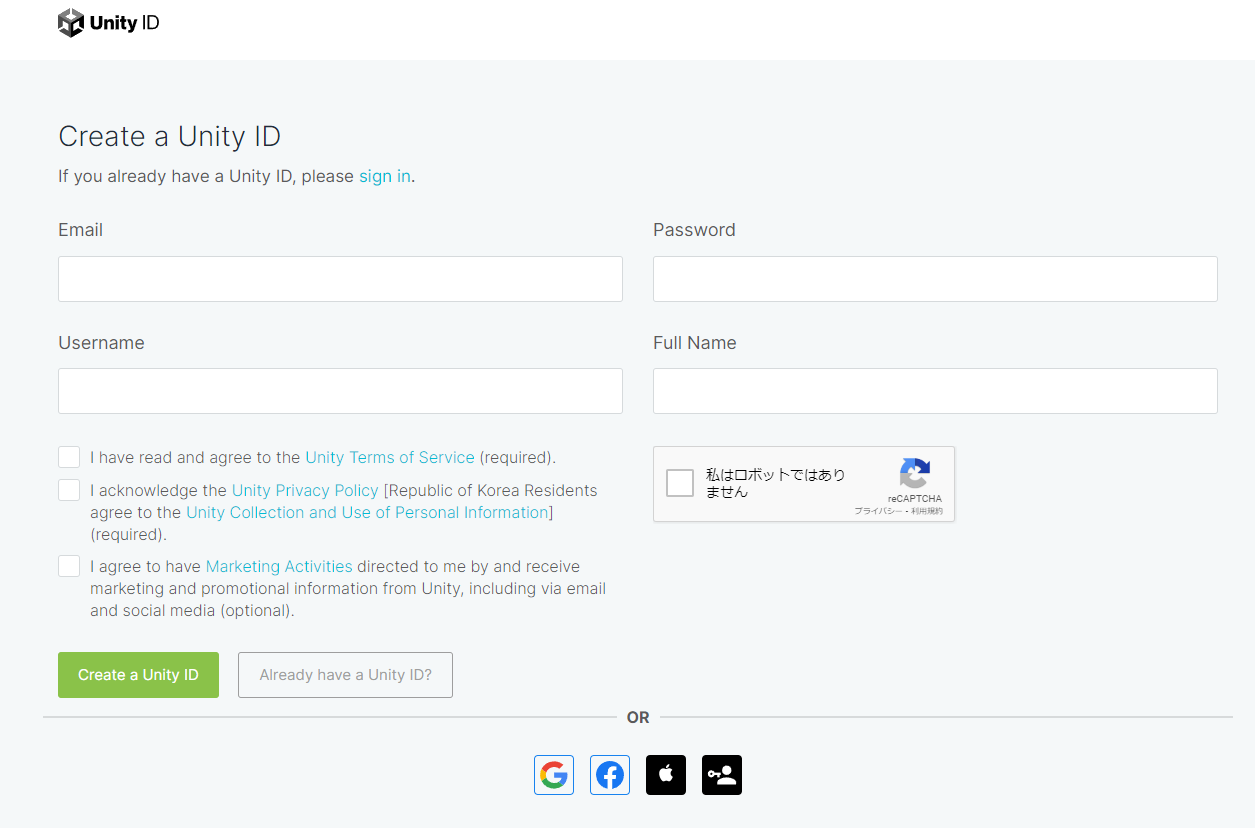 Unity ID
Create a Unity ID
If you already have a Unity ID, please sign in.
Email
Password
Username
Full Name
I have read and agree to the Unity Terms of Service (required).
I acknowledge the Unity Privacy Policy [Republic of Korea Residents
agree to the Unity Collection and Use of Personal Information]
(required).
I agree to have Marketing Activities directed to me by and receive
marketing and promotional information from Unity, including via email
and social media (optional).
私はロボットではあり
ません
reCAPTCHA
プライバシー - 利用規約
Create a Unity ID
Already have a Unity ID?
OR